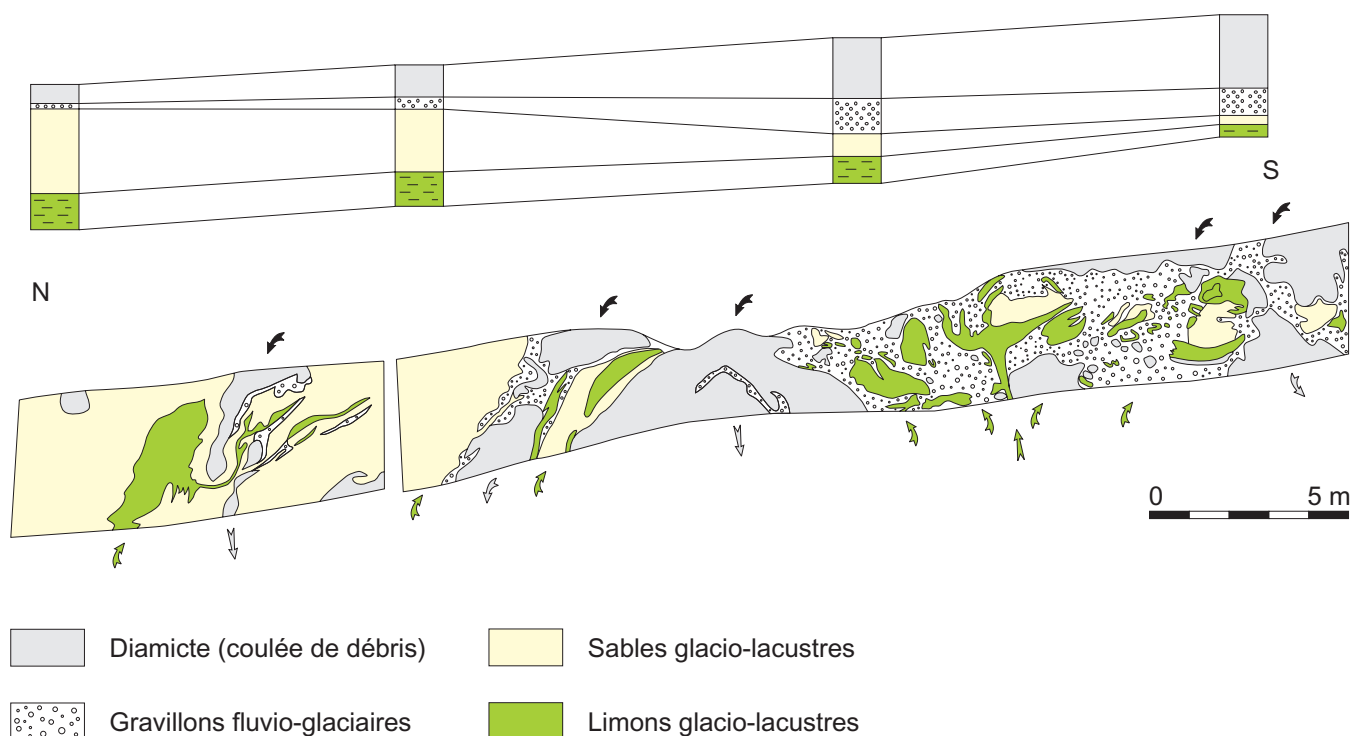 S
N
0 5 m
Diamicte (coulée de débris)
Sables glacio-lacustres
Gravillons fluvio-glaciaires
Limons glacio-lacustres